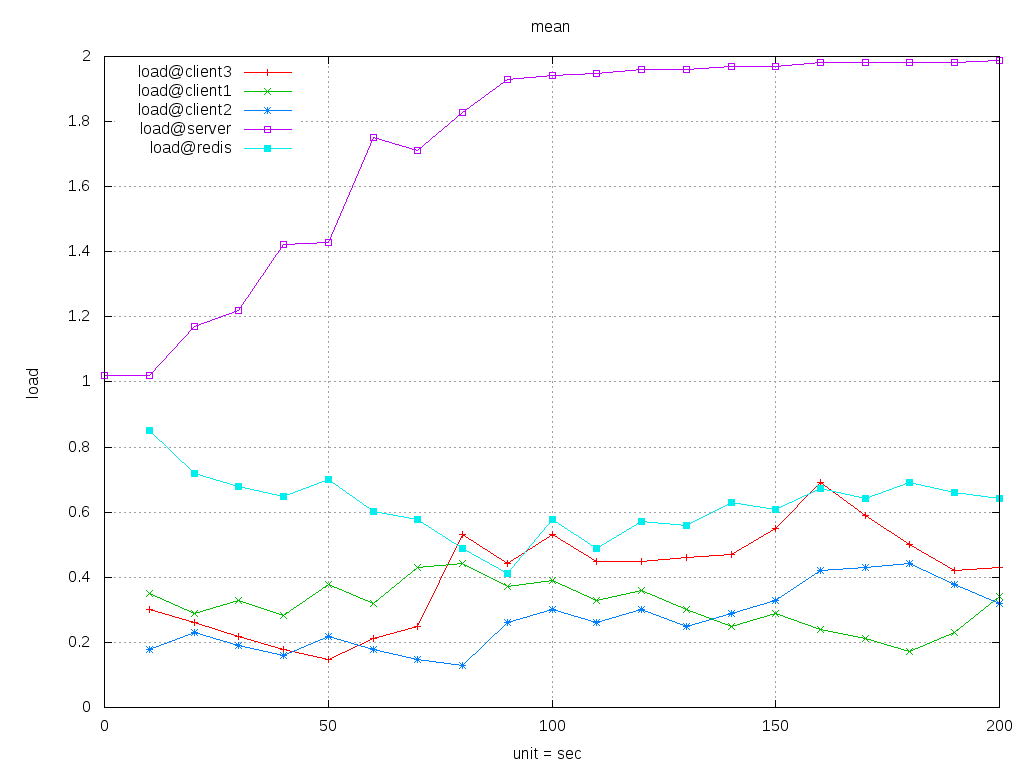 mean
load@client3
load@client1
load@client2
load@server
load@redis
load
2
1.8
1.6
1.4
1.2
1
0.8
0.6
0.4
0.2
0
0 50 100 150 200
unit = sec